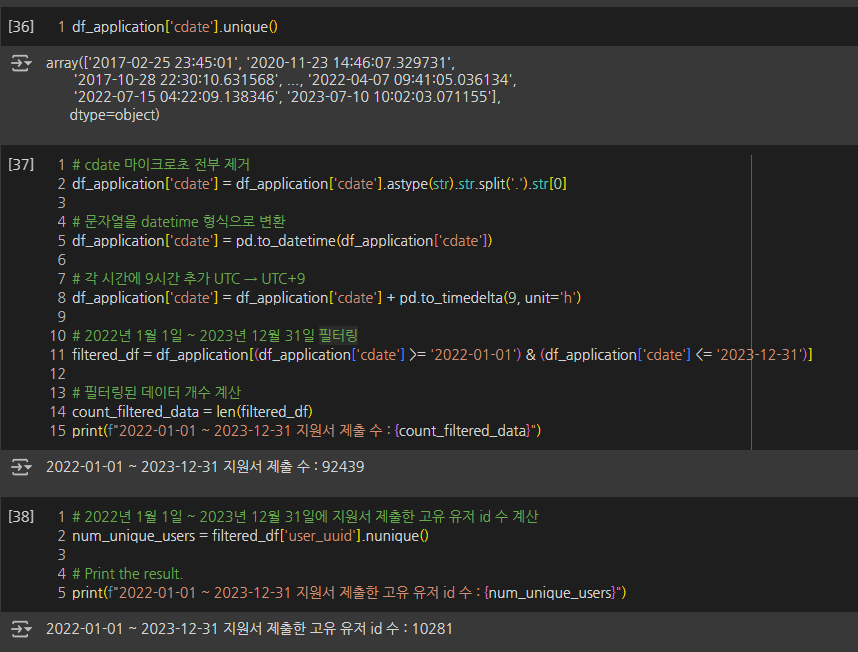 [36] 1 df_application['cdate'].unique()
array(['2017-02-25 23:45:01', '2020-11-23 14:46:07.329731',
'2017-10-28 22:30:10.631568', ..., '2022-04-07 09:41:05.036134',
'2022-07-15 04:22:09.138346', '2023-07-10 10:02:03.071155'],
dtype=object)
[37] 1 # cdate 마이크로초 전부 제거
2 df_application['cdate'] = df_application['cdate'].astype(str).str.split('.').str[0]
3
4 # 문자열을 datetime 형식으로 변환
5 df_application['cdate'] = pd.to_datetime(df_application['cdate'])
6
7 # 각 시간에 9시간 추가 UTC → UTC+9
8 df_application['cdate'] = df_application['cdate'] + pd.to_timedelta(9, unit='h')
9
10 # 2022년 1월 1일 ~ 2023년 12월 31일 필터링
11 filtered_df = df_application[(df_application['cdate'] >= '2022-01-01') & (df_application['cdate'] <= '2023-12-31')]
12
13 # 필터링된 데이터 개수 계산
14 count_filtered_data = len(filtered_df)
15 print(f"2022-01-01 ~ 2023-12-31 지원서 제출 수 : {count_filtered_data}")
2022-01-01 ~ 2023-12-31 지원서 제출 수 : 92439
[38] 1 # 2022년 1월 1일 ~ 2023년 12월 31일에 지원서 제출한 고유 유저 id 수 계산
2 num_unique_users = filtered_df['user_uuid'].nunique()
3
4 # Print the result.
5 print(f"2022-01-01 ~ 2023-12-31 지원서 제출한 고유 유저 id 수 : {num_unique_users}")
2022-01-01 ~ 2023-12-31 지원서 제출한 고유 유저 id 수 : 10281